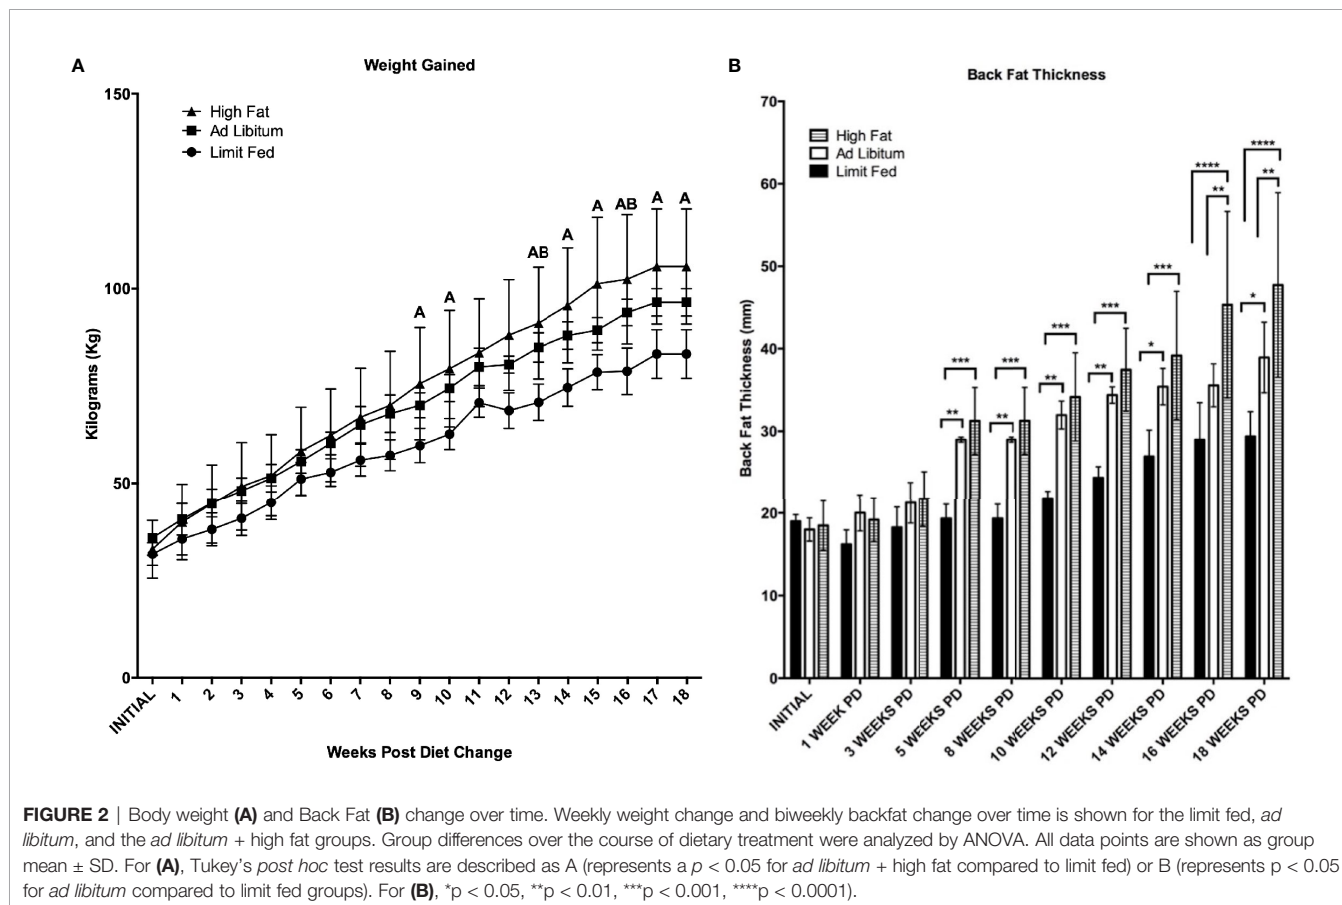 A
Weight Gained
150
100
50
0
Kilograms (Kg)
High Fat
Ad Libitum
Limit Fed
A
A
AB
A
A
AB
A
A
INITIAL
1
2
3
4
5
6
7
8
9
10
11
12
13
14
15
16
17
18
Weeks Post Diet Change
B
Back Fat Thickness
70
60
50
40
30
20
10
0
Back Fat Thickness (mm)
High Fat
Ad Libitum
Limit Fed
**
***
**
***
**
***
**
***
*
***
****
**
*
****
**
INITIAL
1 WEEK PD
3 WEEKS PD
5 WEEKS PD
8 WEEKS PD
10 WEEKS PD
12 WEEKS PD
14 WEEKS PD
16 WEEKS PD
18 WEEKS PD
FIGURE 2 | Body weight (A) and Back Fat (B) change over time. Weekly weight change and biweekly backfat change over time is shown for the limit fed, ad
libitum, and the ad libitum + high fat groups. Group differences over the course of dietary treatment were analyzed by ANOVA. All data points are shown as group
mean ± SD. For (A), Tukey's post hoc test results are described as A (represents a p < 0.05 for ad libitum + high fat compared to limit fed) or B (represents p < 0.05
for ad libitum compared to limit fed groups). For (B), *p < 0.05, **p < 0.01, ***p < 0.001, ****p < 0.0001).